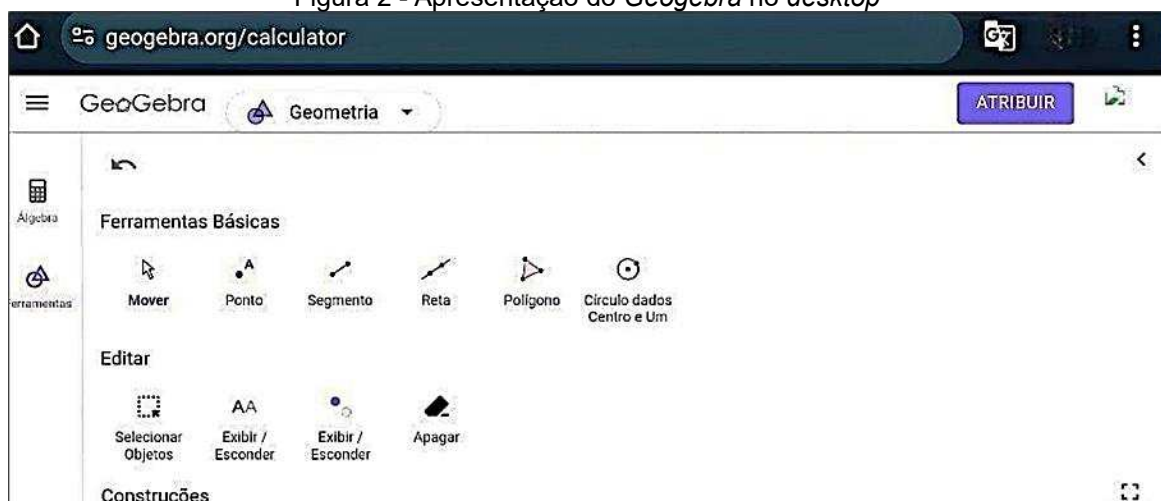 Figura 2 - Apresentação do Geogebra no desktop
geogebra.org/calculator
GeoGebra
Geometria
ATRIBUIR
Álgebra
Ferramentas Básicas
erramentas
Mover
Ponto
Segmento
Reta
Polígono
Círculo dados
Centro e Um
Editar
Selecionar
Objetos
AA
Exibir /
Esconder
Exibir /
Esconder
Apagar
Construções